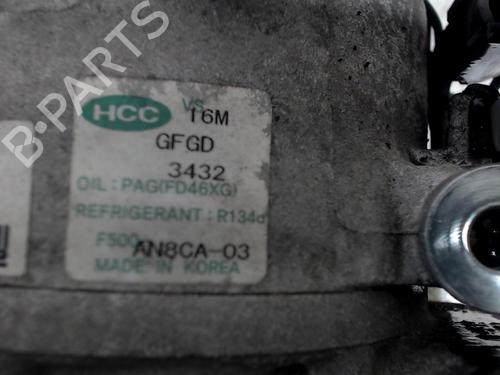 B-PARTS
HCC VS 16M
GFGD
3432
OIL: PAG(FD46XG)
REFRIGERANT : R134a
F500 AN8CA-03
MADE IN KOREA